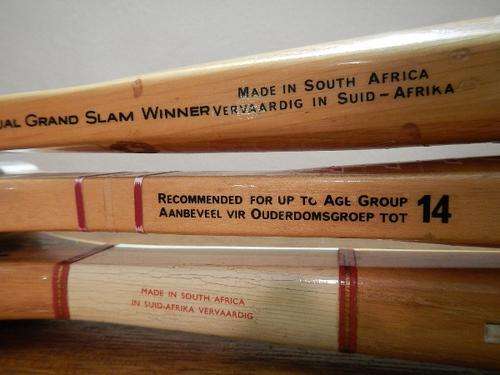 GRAND SLAM WINNER
MADE IN SOUTH AFRICA
VERVAARDIG IN SUID-AFRIKA
RECOMMENDED FOR UP TO AGE GROUP
AANBEVEEL VIR OUDERDOMSGROEP TOT
14
MADE IN SOUTH AFRICA
IN SUID-AFRIKA VERVAARDIG